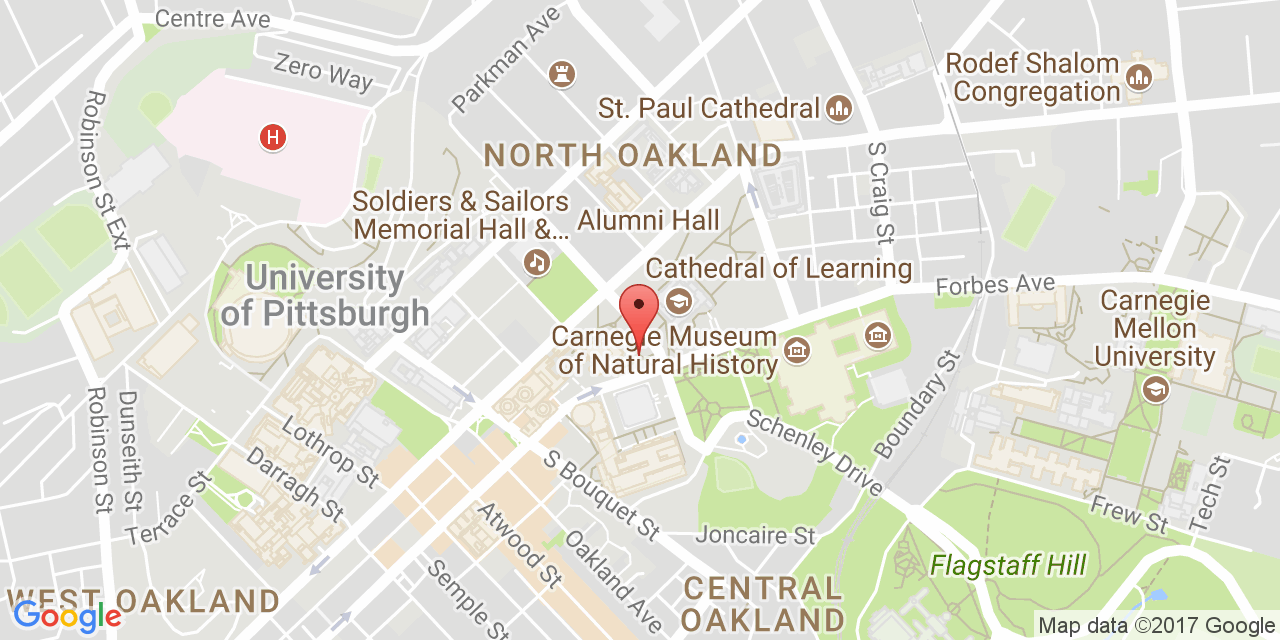 Centre Ave
Zero Way
Parkman Ave
Rodef Shalom
Congregation
St. Paul Cathedral
Robinson St Ext
H
NORTH OAKLAND
S Craig St
Soldiers & Sailors
Memorial Hall &...
Alumni Hall
University
of Pittsburgh
Cathedral of Learning
Forbes Ave
Carnegie
Mellon
University
Carnegie Museum
of Natural History
Boundary St
Robinson St
Dunseith St
Lothrop St
Darragh St
Terrace St
Schenley Drive
S Bouquet St
Atwood St
Oakland Ave
Semple St
Joncaire St
Frew St
Tech St
Flagstaff Hill
CENTRAL
OAKLAND
WEST OAKLAND
Google
Map data ©2017 Google